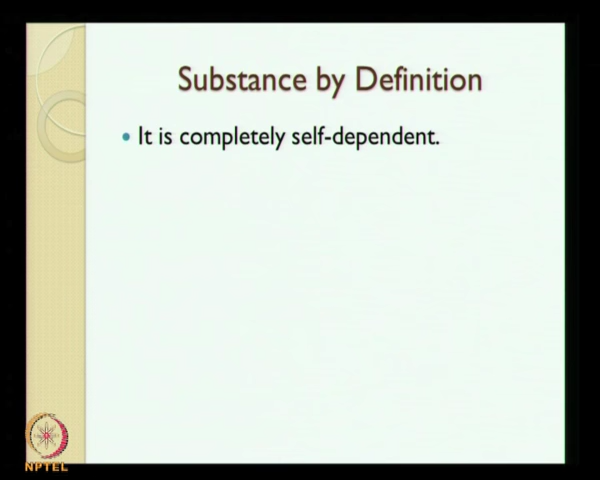 Substance by Definition
• It is completely self-dependent.
NPTEL